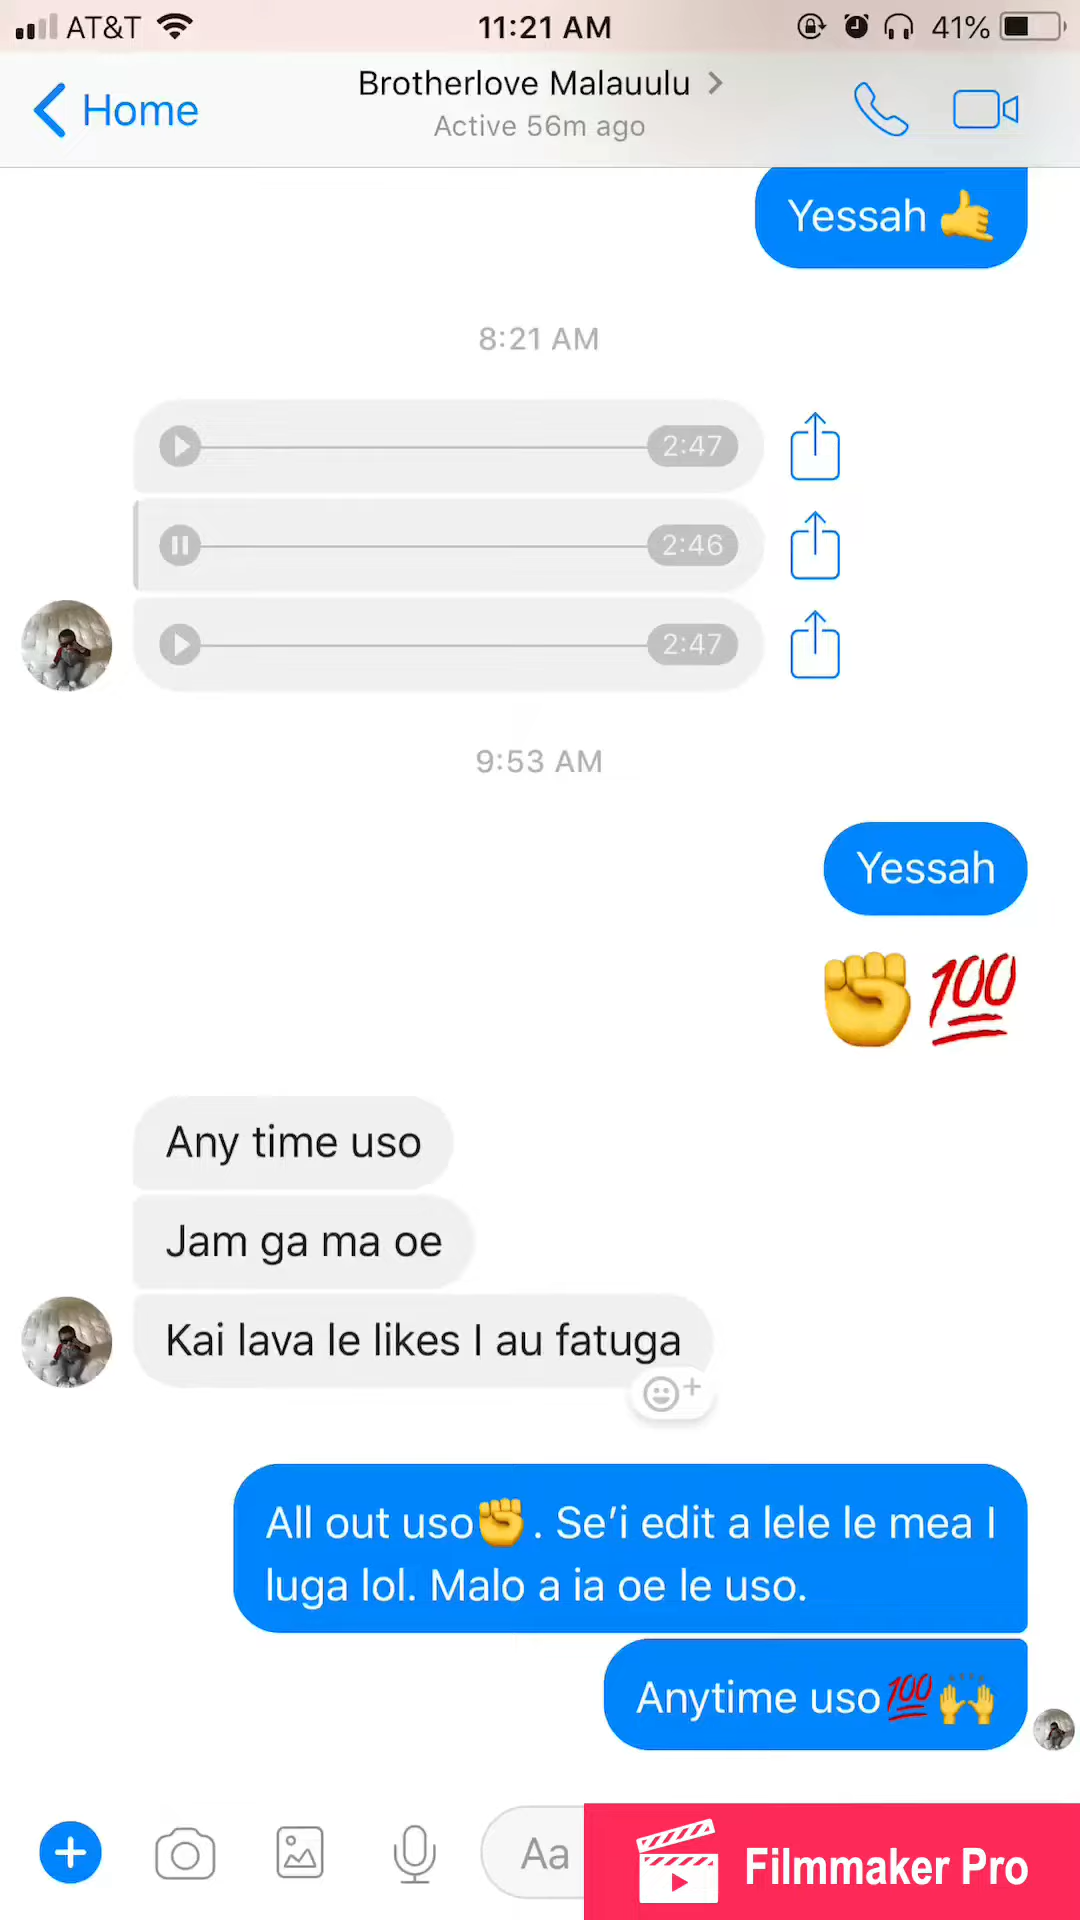 AT&T 11:21 AM 41%
Home
Brotherlove Malauulu
Active 56m ago
Yessah 🤙
8:21 AM
2:47
2:46
2:47
9:53 AM
Yessah
✊💯
Any time uso
Jam ga ma oe
Kai lava le likes I au fatuga
All out uso✊. Se’i edit a lele le mea I
luga lol. Malo a ia oe le uso.
Anytime uso💯🙌
Aa
Filmmaker Pro